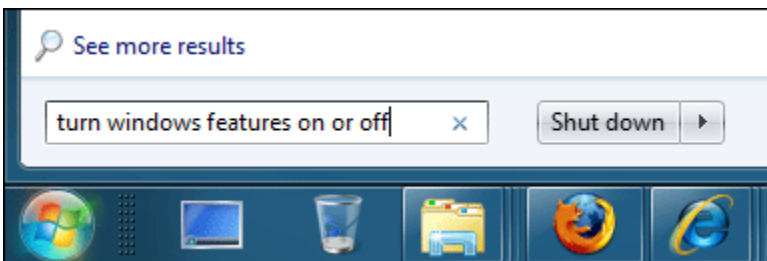 See more results
turn windows features on or off
Shut down